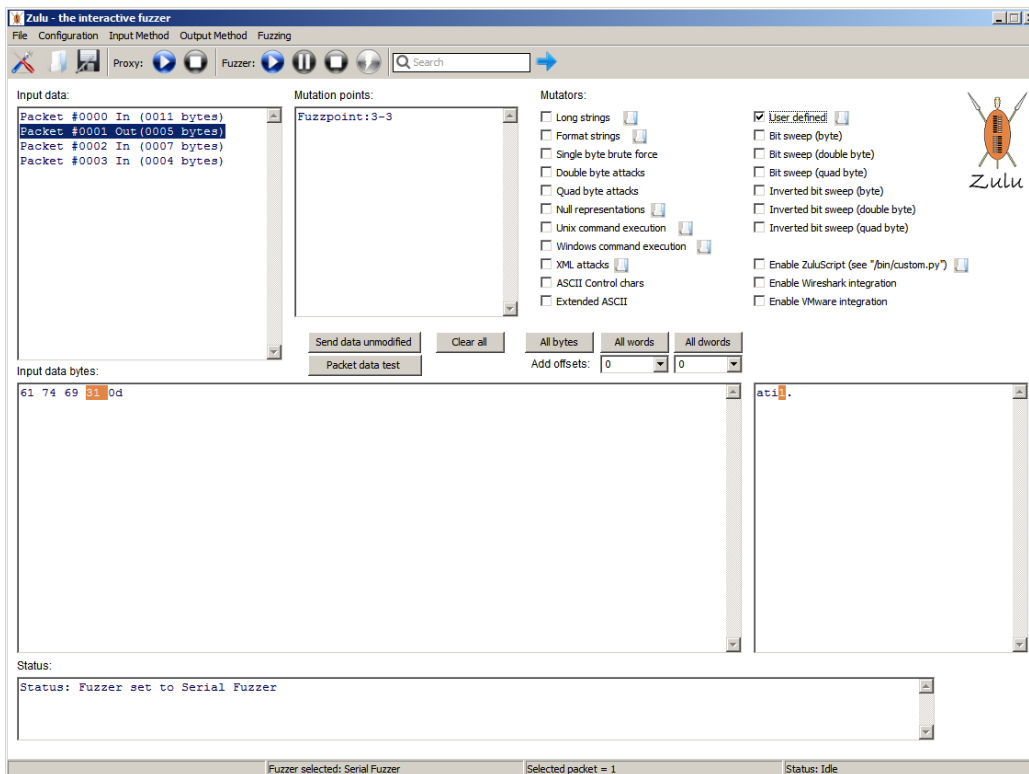 Zulu - the interactive fuzzer
File Configuration Input Method Output Method Fuzzing
Proxy: Fuzzer: Search
Input data:
Packet #0000 In (0011 bytes)
Packet #0001 Out(0005 bytes)
Packet #0002 In (0007 bytes)
Packet #0003 In (0004 bytes)
Mutation points:
Fuzzpoint:3-3
Mutators:
Long strings
Format strings
Single byte brute force
Double byte attacks
Quad byte attacks
Null representations
Unix command execution
Windows command execution
XML attacks
ASCII Control chars
Extended ASCII
User defined
Bit sweep (byte)
Bit sweep (double byte)
Bit sweep (quad byte)
Inverted bit sweep (byte)
Inverted bit sweep (double byte)
Inverted bit sweep (quad byte)
Enable ZuluScript (see "/bin/custom.py")
Enable Wireshark integration
Enable VMware integration
Zulu
Send data unmodified Clear all All bytes All words All dwords
Packet data test Add offsets: 0 0
Input data bytes:
61 74 69 31 0d
ati1.
Status:
Status: Fuzzer set to Serial Fuzzer
Fuzzer selected: Serial Fuzzer Selected packet = 1 Status: Idle